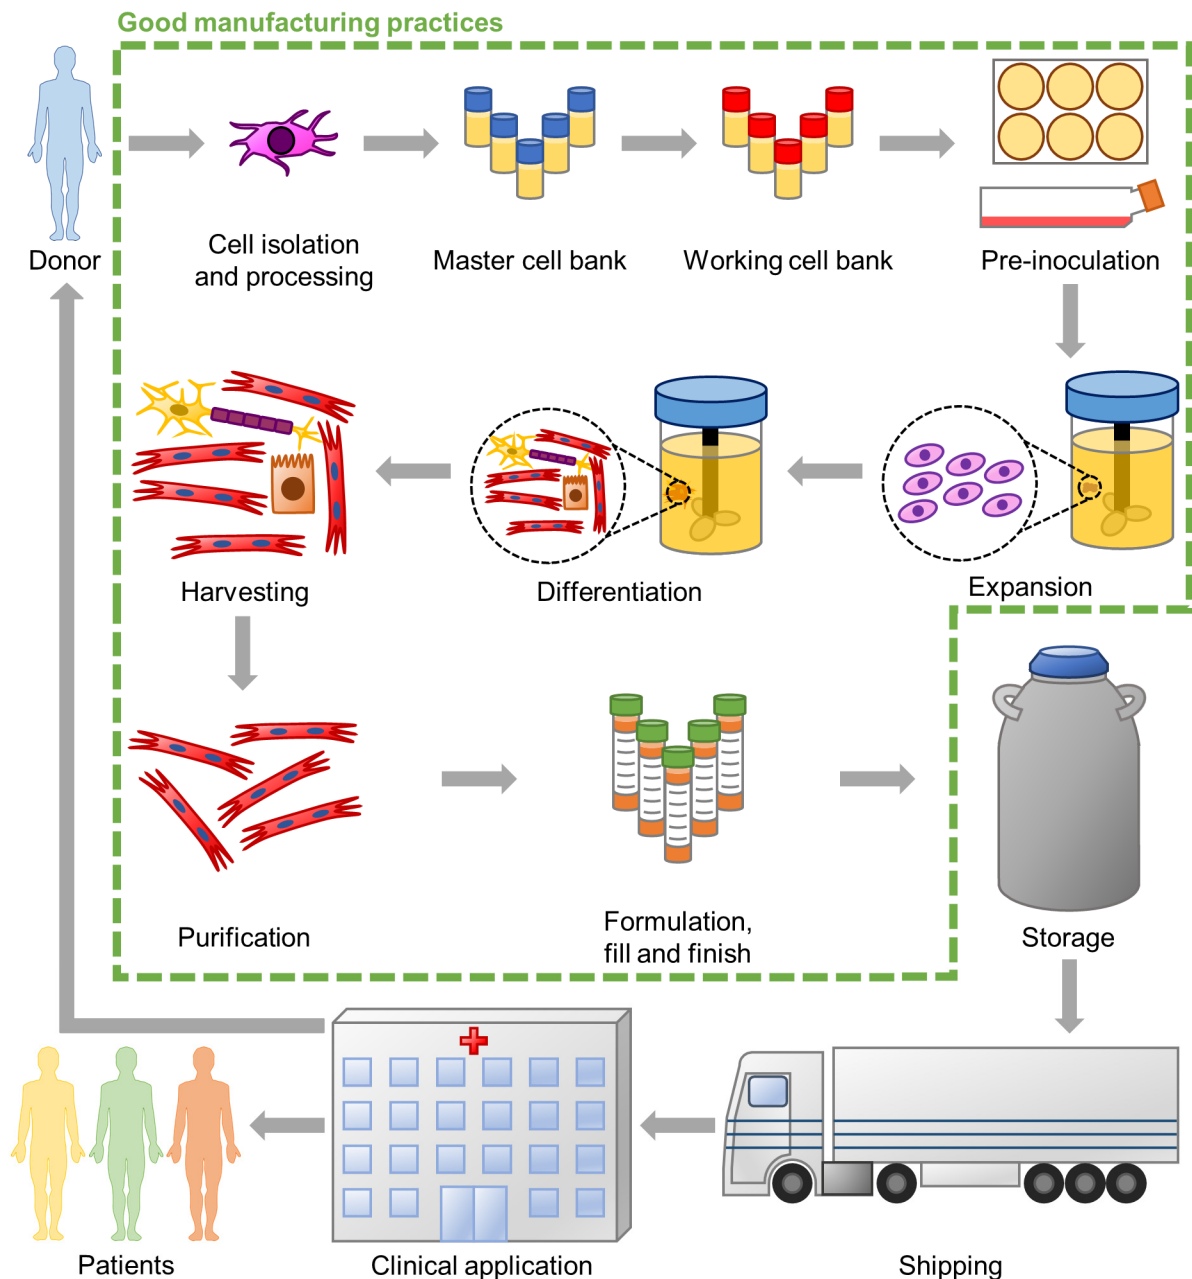 Good manufacturing practices
Donor
Cell isolation
and processing
Master cell bank
Working cell bank
Pre-inoculation
Harvesting
Differentiation
Expansion
Purification
Formulation,
fill and finish
Storage
Patients
Clinical application
Shipping